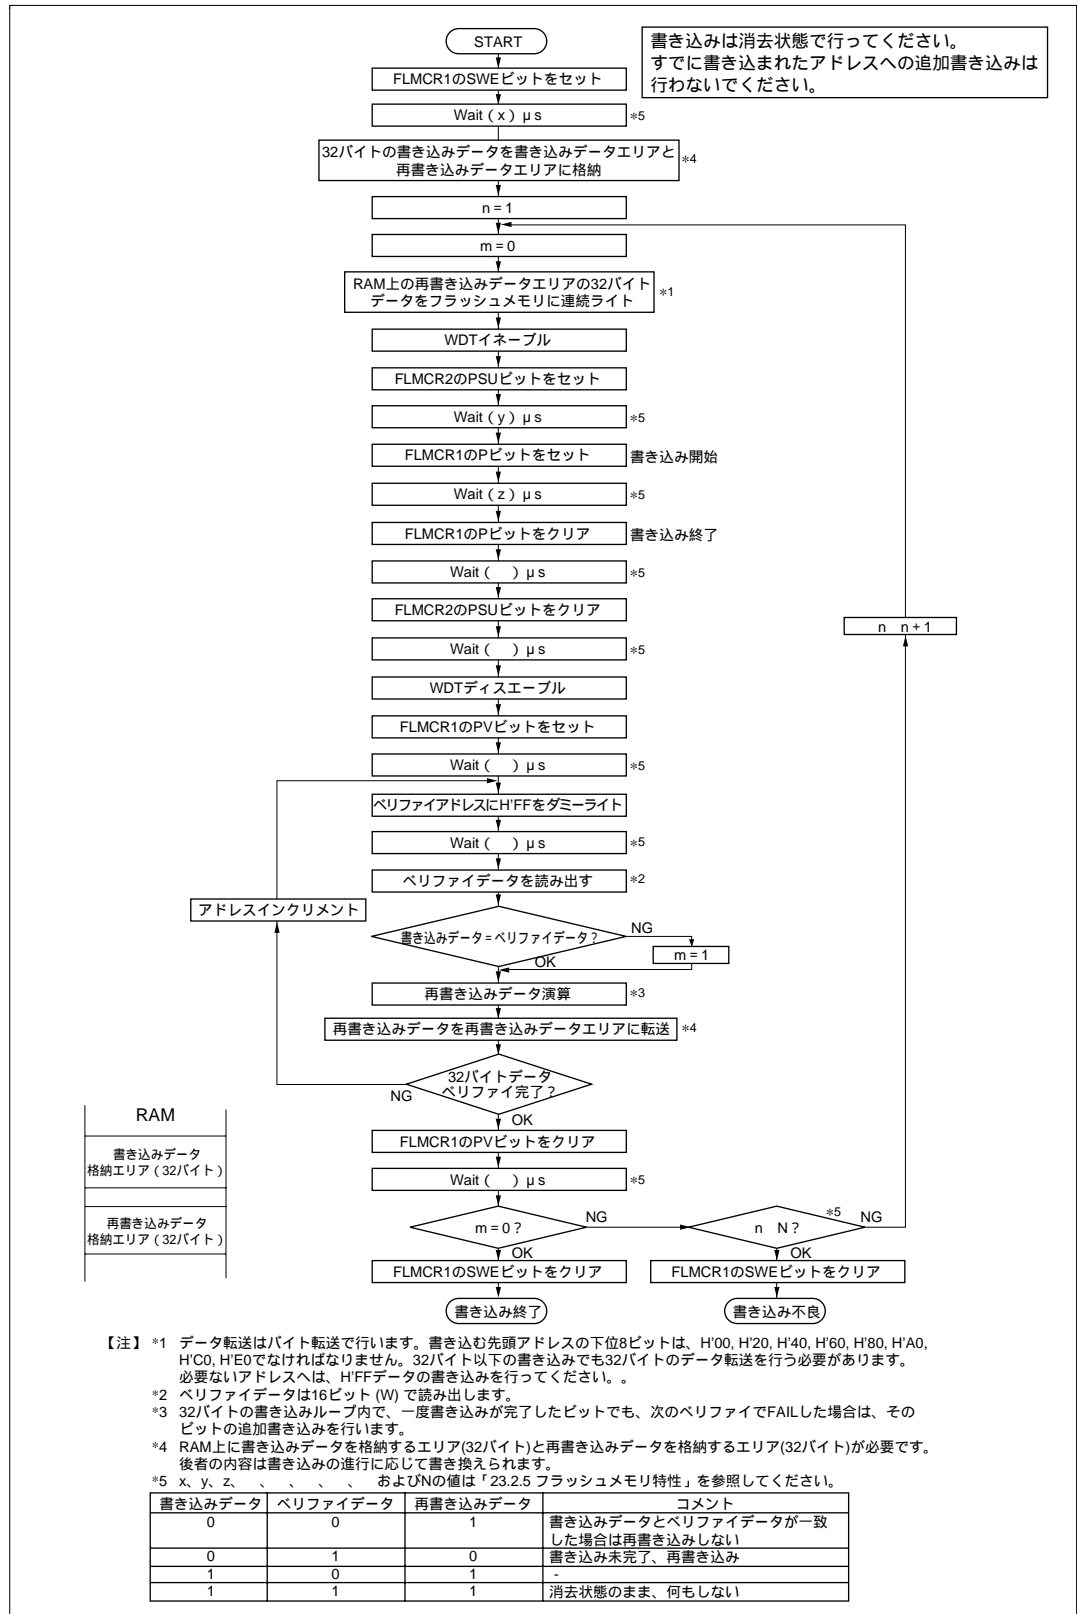 書き込みは消去状態で行ってください。
すでに書き込まれたアドレスへの追加書き込みは
行わないでください。
START
FLMCR1のSWEビットをセット
Wait ( x ) μs *5
32バイトの書き込みデータを書き込みデータエリアと
再書き込みデータエリアに格納 *4
n = 1
m = 0
RAM上の再書き込みデータエリアの32バイト
データをフラッシュメモリに連続ライト *1
WDTイネーブル
FLMCR2のPSUビットをセット
Wait ( y ) μs *5
FLMCR1のPビットをセット 書き込み開始
Wait ( z ) μs *5
FLMCR1のPビットをクリア 書き込み終了
Wait (   ) μs *5
FLMCR2のPSUビットをクリア
n   n + 1
Wait (   ) μs *5
WDTディスエーブル
FLMCR1のPVビットをセット
Wait (   ) μs *5
ベリファイアドレスにH'FFをダミーライト
Wait (   ) μs *5
ベリファイデータを読み出す *2
アドレスインクリメント
書き込みデータ = ベリファイデータ?
NG
m = 1
OK
再書き込みデータ演算 *3
再書き込みデータを再書き込みデータエリアに転送 *4
32バイトデータ
ベリファイ完了?
NG
OK
FLMCR1のPVビットをクリア
Wait (   ) μs *5
m = 0 ?
NG
n   N ? *5
NG
OK
OK
FLMCR1のSWEビットをクリア
FLMCR1のSWEビットをクリア
書き込み終了
書き込み不良
RAM
書き込みデータ
格納エリア ( 32バイト )
再書き込みデータ
格納エリア ( 32バイト )
【注】 *1 データ転送はバイト転送で行います。書き込む先頭アドレスの下位8ビットは、H'00, H'20, H'40, H'60, H'80, H'A0,
H'C0, H'E0でなければなりません。32バイト以下の書き込みでも32バイトのデータ転送を行う必要があります。
必要ないアドレスへは、H'FFデータの書き込みを行ってください。。
*2 ベリファイデータは16ビット (W) で読み出します。
*3 32バイトの書き込みループ内で、一度書き込みが完了したビットでも、次のベリファイでFAILした場合は、その
ビットの追加書き込みを行います。
*4 RAM上に書き込みデータを格納するエリア(32バイト)と再書き込みデータを格納するエリア(32バイト)が必要です。
後者の内容は書き込みの進行に応じて書き換えられます。
*5 x、y、z、  、  、  、  、  およびNの値は「23.2.5 フラッシュメモリ特性」を参照してください。
書き込みデータ ベリファイデータ 再書き込みデータ コメント
0 0 1 書き込みデータとベリファイデータが一致
した場合は再書き込みしない
0 1 0 書き込み未完了、再書き込み
1 0 1 -
1 1 1 消去状態のまま、何もしない